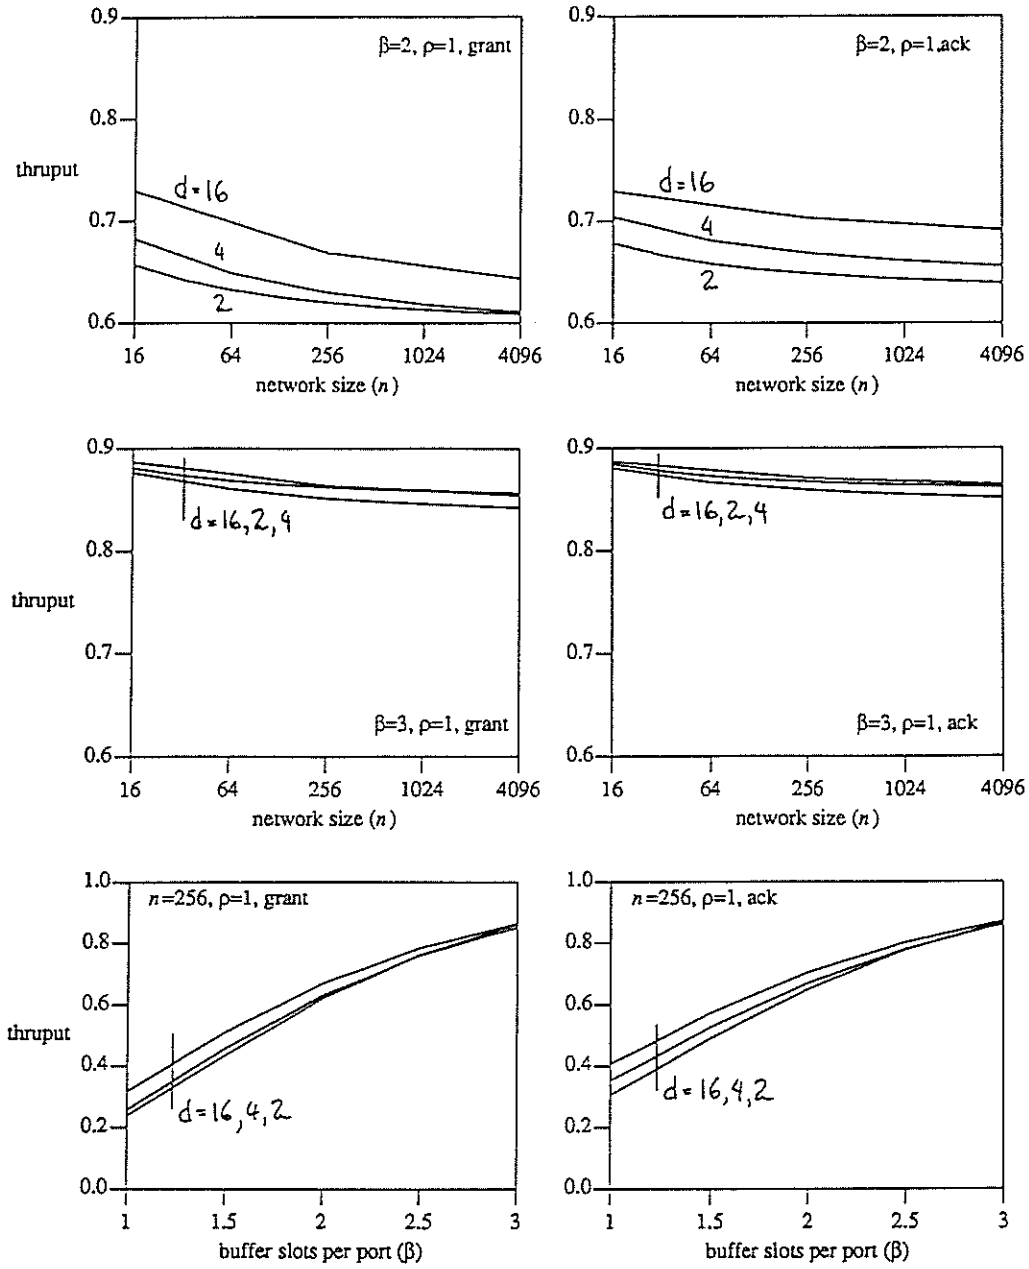 0.9
β=2, ρ=1, grant
0.8
thruput
d=16
0.7
4
2
0.6
16 64 256 1024 4096
network size (n)
0.9
β=2, ρ=1,ack
0.8
d=16
0.7
4
2
0.6
16 64 256 1024 4096
network size (n)
0.9
d=16,2,4
0.8
thruput
0.7
β=3, ρ=1, grant
0.6
16 64 256 1024 4096
network size (n)
0.9
d=16,2,4
0.8
0.7
β=3, ρ=1, ack
0.6
16 64 256 1024 4096
network size (n)
1.0
n=256, ρ=1, grant
0.8
0.6
thruput
0.4
d=16,4,2
0.2
0.0
1 1.5 2 2.5 3
buffer slots per port (β)
1.0
n=256, ρ=1, ack
0.8
0.6
0.4
d=16,4,2
0.2
0.0
1 1.5 2 2.5 3
buffer slots per port (β)